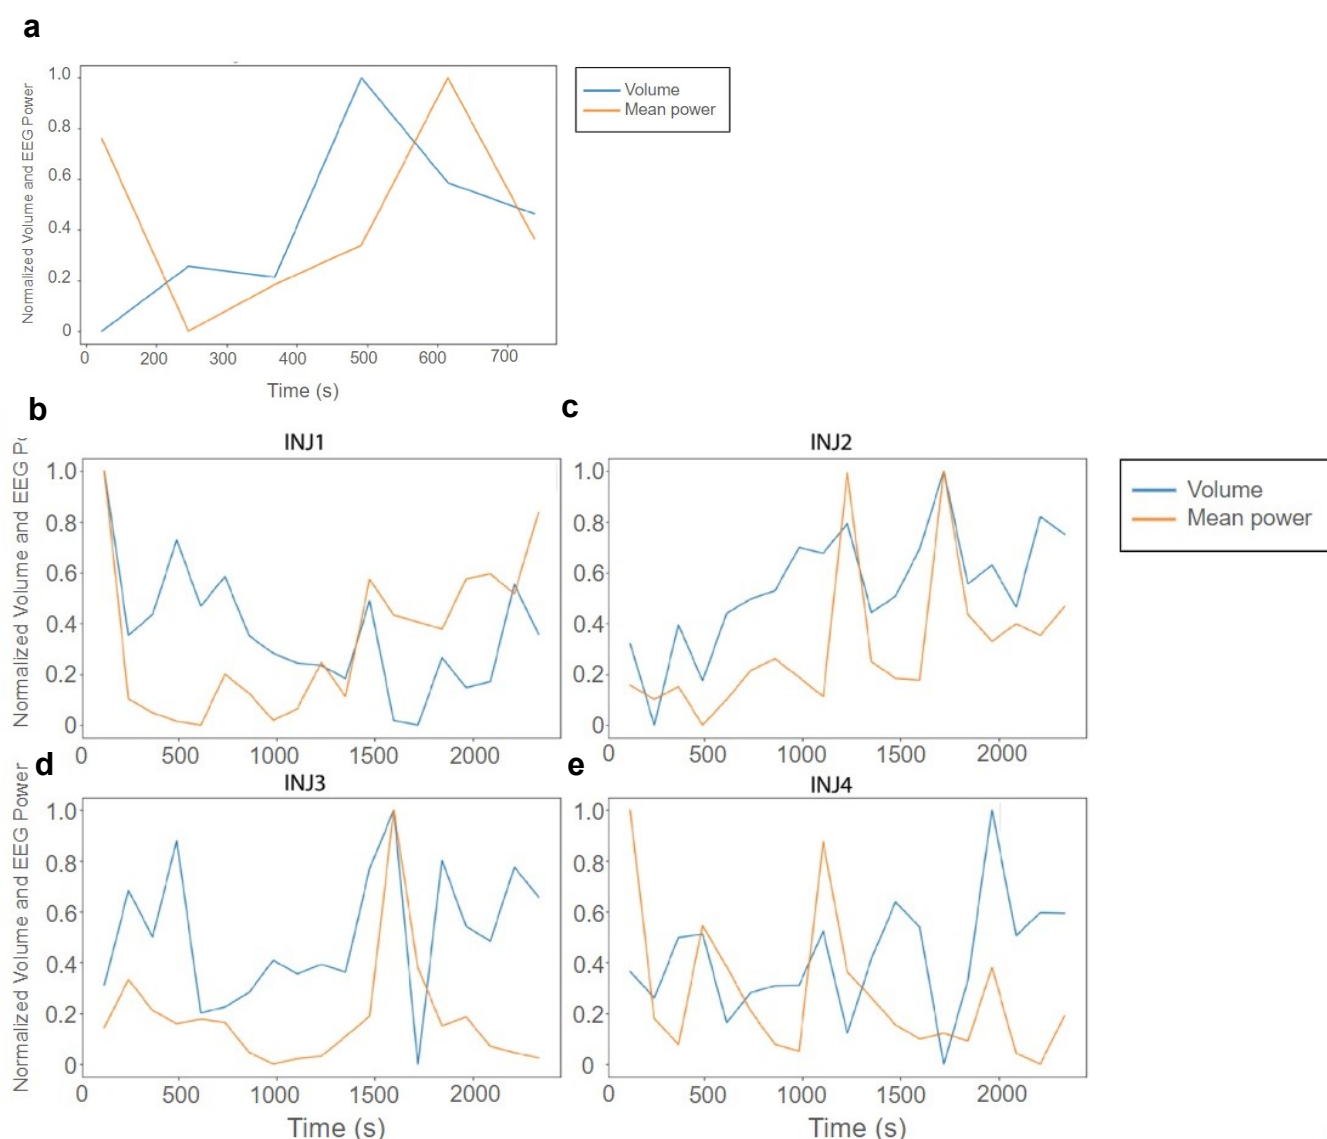 a
Normalized Volume and EEG Power
1.0
0.8
0.6
0.4
0.2
0
0 200 300 400 500 600 700
Time (s)
Volume
Mean power
b
INJ1
Normalized Volume and EEG P
1.0
0.8
0.6
0.4
0.2
0
0 500 1000 1500 2000
c
INJ2
1.0
0.8
0.6
0.4
0.2
0
0 500 1000 1500 2000
Volume
Mean power
d
INJ3
Normalized Volume and EEG Power
1.0
0.8
0.6
0.4
0.2
0
0 500 1000 1500 2000
Time (s)
e
INJ4
1.0
0.8
0.6
0.4
0.2
0
0 500 1000 1500 2000
Time (s)